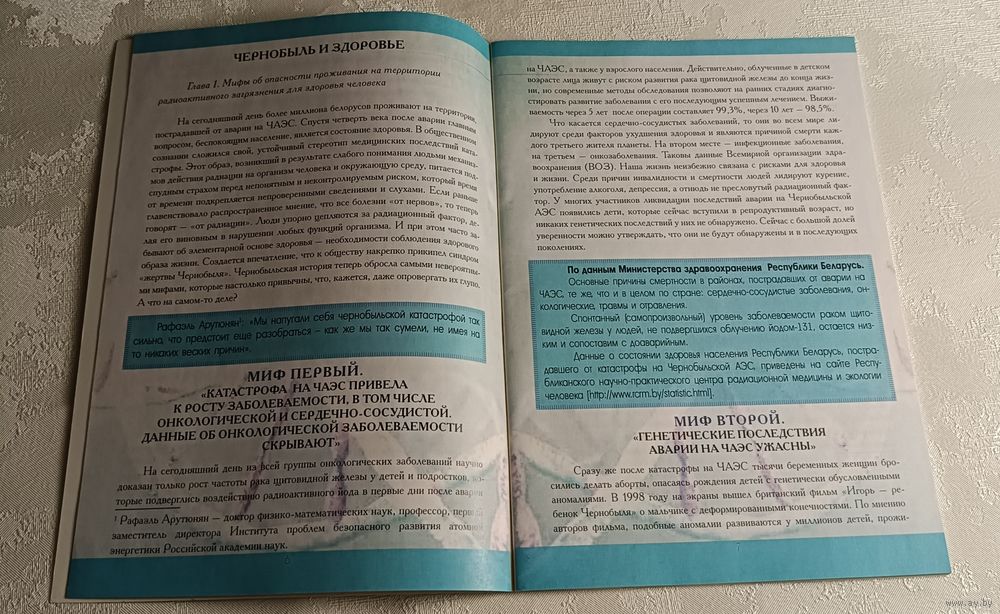 ЧЕРНОБЫЛЬ И ЗДОРОВЬЕ
Глава 1. Мифы об опасности проживания на территории
радиоактивного загрязнения для здоровья человека
На сегодняшний день более миллиона белорусов проживают на территории,
пострадавшей от аварии на ЧАЭС. Спустя четверть века после аварии главным
вопросом, беспокоящим население, является состояние здоровья. В общественном
сознании сложился свой, устойчивый стереотип медицинских последствий ката-
строфы. Этот образ, возникший в результате слабого понимания людьми механиз-
мов действия радиации на организм человека и окружающую среду, питается под-
спудным страхом перед непонятным и неконтролируемым риском, который время
от времени подкрепляется непроверенными сведениями и слухами. Если раньше
главенствовало распространенное мнение, что все болезни «от нервов», то теперь
говорят — «от радиации». Люди упорно цепляются за радиационный фактор, де-
лая его виновным в нарушении любых функций организма. И при этом часто за-
бывают об элементарной основе здоровья — необходимости соблюдения здорового
образа жизни. Создается впечатление, что к обществу накрепко прикипел синдром
«жертвы Чернобыля». Чернобыльская история теперь обросла самыми невероятны-
ми мифами, которые настолько привычны, что, кажется, даже опровергать их глупо.
А что на самом-то деле?
Рафаэль Арутюнян¹: «Мы напугали себя чернобыльской катастрофой так
сильно, что предстоит еще разобраться – как же мы так сумели, не имея на
то никаких веских причин».
МИФ ПЕРВЫЙ.
«КАТАСТРОФА НА ЧАЭС ПРИВЕЛА
К РОСТУ ЗАБОЛЕВАЕМОСТИ, В ТОМ ЧИСЛЕ
ОНКОЛОГИЧЕСКОЙ И СЕРДЕЧНО-СОСУДИСТОЙ.
ДАННЫЕ ОБ ОНКОЛОГИЧЕСКОЙ ЗАБОЛЕВАЕМОСТИ
СКРЫВАЮТ»
На сегодняшний день из всей группы онкологических заболеваний научно
доказан только рост частоты рака щитовидной железы у детей и подростков, ко-
торые подверглись воздействию радиоактивного йода в первые дни после аварии
¹ Рафаэль Арутюнян — доктор физико-математических наук, профессор, первый
заместитель директора Института проблем безопасного развития атомной
энергетики Российской академии наук.
на ЧАЭС, а также у взрослого населения. Действительно, облученные в детском
возрасте лица живут с риском развития рака щитовидной железы до конца жиз-
ни, но современные методы обследования позволяют на ранних стадиях диагно-
стировать развитие заболевания с его последующим успешным лечением. Выжи-
ваемость через 5 лет после операции составляет 99,3%, через 10 лет — 98,5%.
Что касается сердечно-сосудистых заболеваний, то они во всем мире ли-
дируют среди факторов ухудшения здоровья и являются причиной смерти каж-
дого третьего жителя планеты. На втором месте — инфекционные заболевания,
на третьем — онкозаболевания. Таковы данные Всемирной организации здра-
воохранения (ВОЗ). Наша жизнь неизбежно связана с рисками для здоровья
и жизни. Среди причин инвалидности и смертности людей лидируют курение,
употребление алкоголя, депрессия, а отнюдь не пресловутый радиационный фак-
тор. У многих участников ликвидации последствий аварии на Чернобыльской
АЭС появились дети, которые сейчас вступили в репродуктивный возраст, но
никаких генетических последствий у них не обнаружено. Сейчас с большой долей
уверенности можно утверждать, что они не будут обнаружены и в последующих
поколениях.
По данным Министерства здравоохранения Республики Беларусь.
Основные причины смертности в районах, пострадавших от аварии на
ЧАЭС, те же, что и в целом по стране: сердечно-сосудистые заболевания, он-
кологические, травмы и отравления.
Спонтанный (самопроизвольный) уровень заболеваемости раком щито-
видной железы у людей, не подвергшихся облучению йодом-131, остается низ-
ким и сопоставим с доаварийным.
Данные о состоянии здоровья населения Республики Беларусь, постра-
давшего от катастрофы на Чернобыльской АЭС, приведены на сайте Респу-
бликанского научно-практического центра радиационной медицины и экологии
человека [http://www.rcrm.by/statistic.html].
МИФ ВТОРОЙ.
«ГЕНЕТИЧЕСКИЕ ПОСЛЕДСТВИЯ
АВАРИИ НА ЧАЭС УЖАСНЫ»
Сразу же после катастрофы на ЧАЭС тысячи беременных женщин бро-
сились делать аборты, опасаясь рождения детей с генетически обусловленными
аномалиями. В 1998 году на экраны вышел британский фильм «Игорь — ре-
бенок Чернобыля» о мальчике с деформированными конечностями. По мнению
авторов фильма, подобные аномалии развиваются у миллионов детей, прожи-
www.ay.by